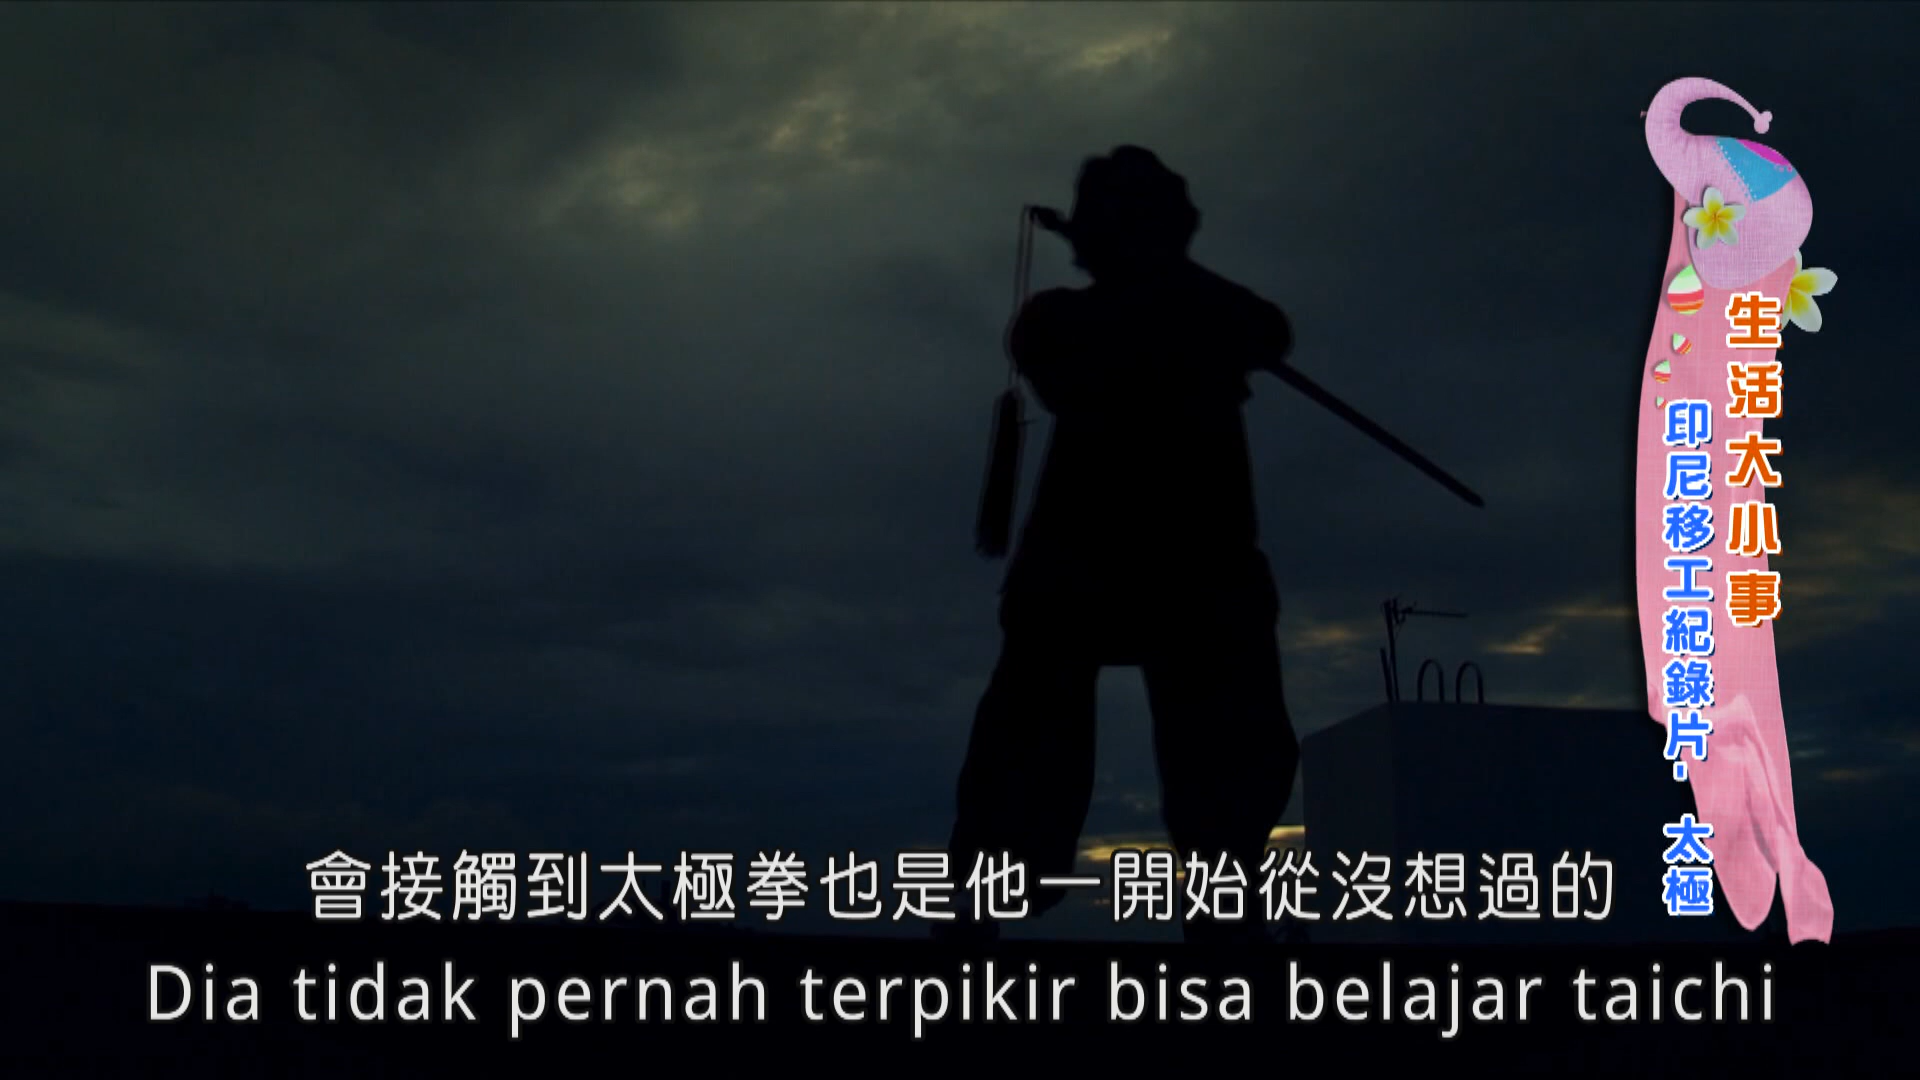 生活大小事
印尼移工紀錄片‧太極
會接觸到太極拳也是他一開始從沒想過的
Dia tidak pernah terpikir bisa belajar taichi